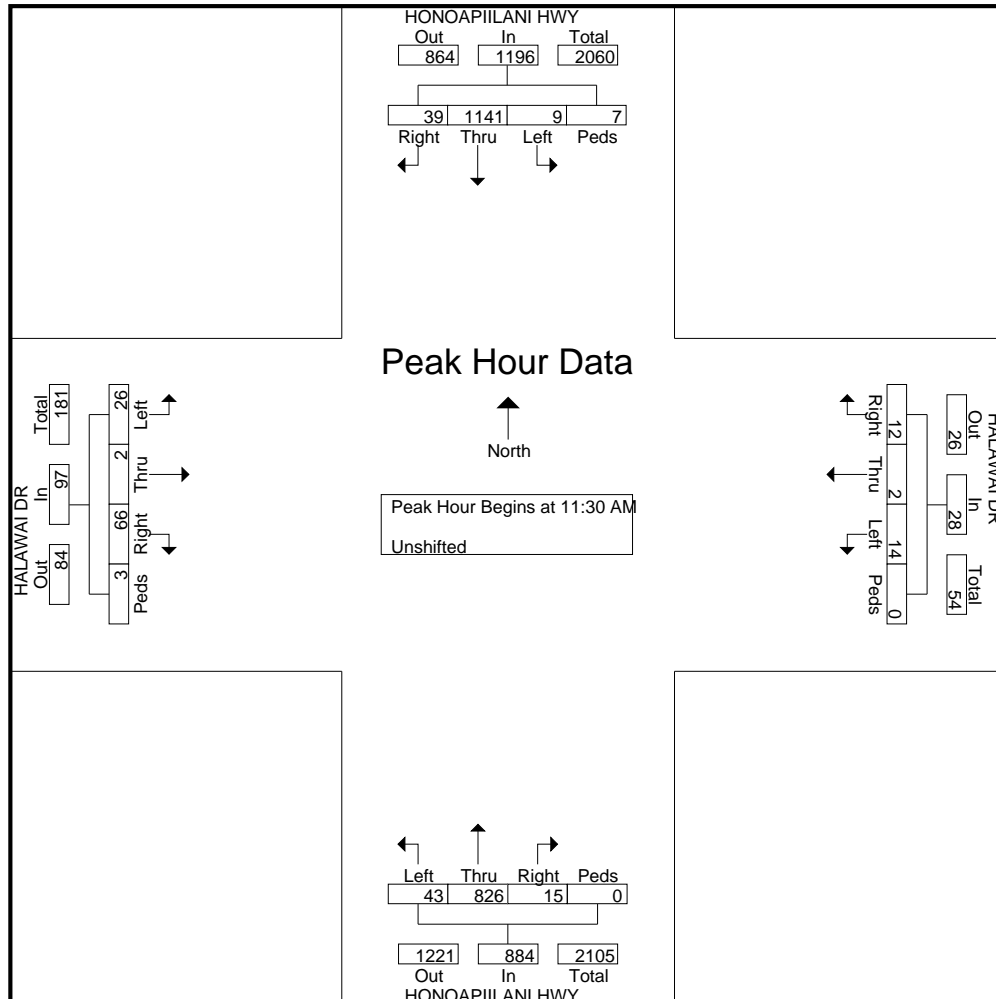 HONOAPIILANI HWY
Out In Total
864 1196 2060
39 1141 9 7
Right Thru Left Peds
Peak Hour Data
North
Peak Hour Begins at 11:30 AM
Unshifted
HALAWAI DR
Out In Total
84 97 181
26 2 66 3
Left Thru Right Peds
HALAWAI DR
Out In Total
26 28 54
12 2 14 0
Right Thru Left Peds
Left Thru Right Peds
43 826 15 0
1221 884 2105
Out In Total
HONOAPIILANI HWY